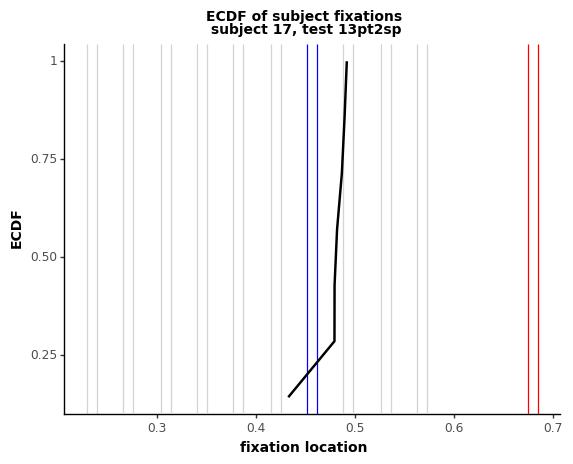 ECDF of subject fixations
subject 17, test 13pt2sp
1
0.75
0.50
0.25
ECDF
0.3 0.4 0.5 0.6 0.7
fixation location